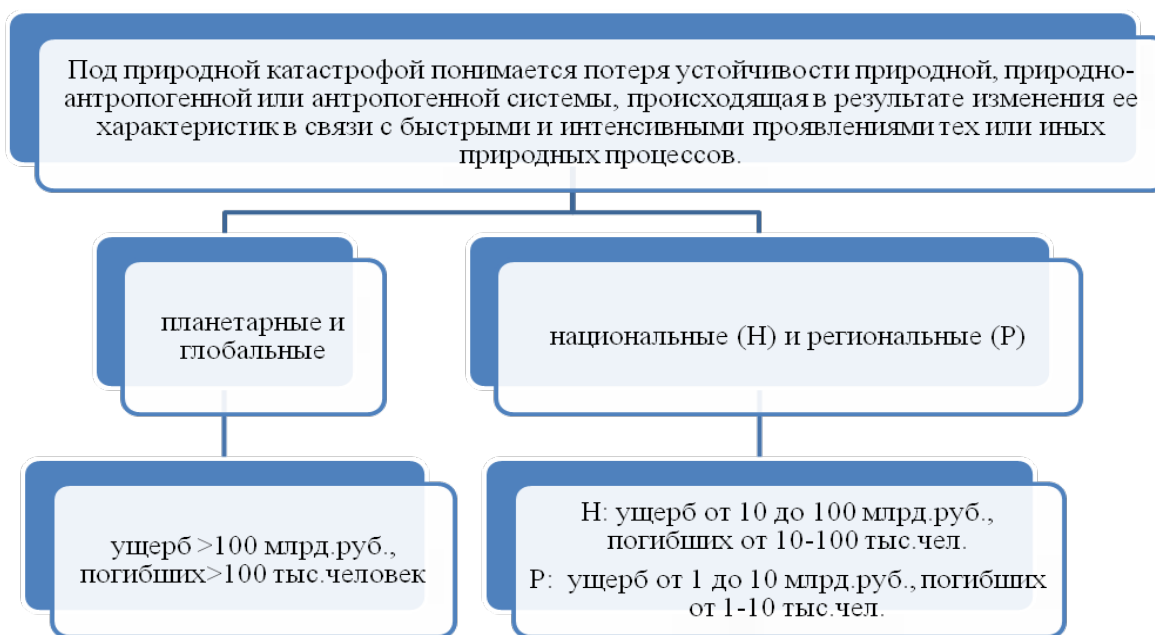 Под природной катастрофой понимается потеря устойчивости природной, природно-
антропогенной или антропогенной системы, происходящая в результате изменения ее
характеристик в связи с быстрыми и интенсивными проявлениями тех или иных
природных процессов.
планетарные и
глобальные
национальные (Н) и региональные (Р)
ущерб >100 млрд.руб.,
погибших>100 тыс.человек
Н: ущерб от 10 до 100 млрд.руб.,
погибших от 10-100 тыс.чел.
Р: ущерб от 1 до 10 млрд.руб., погибших
от 1-10 тыс.чел.